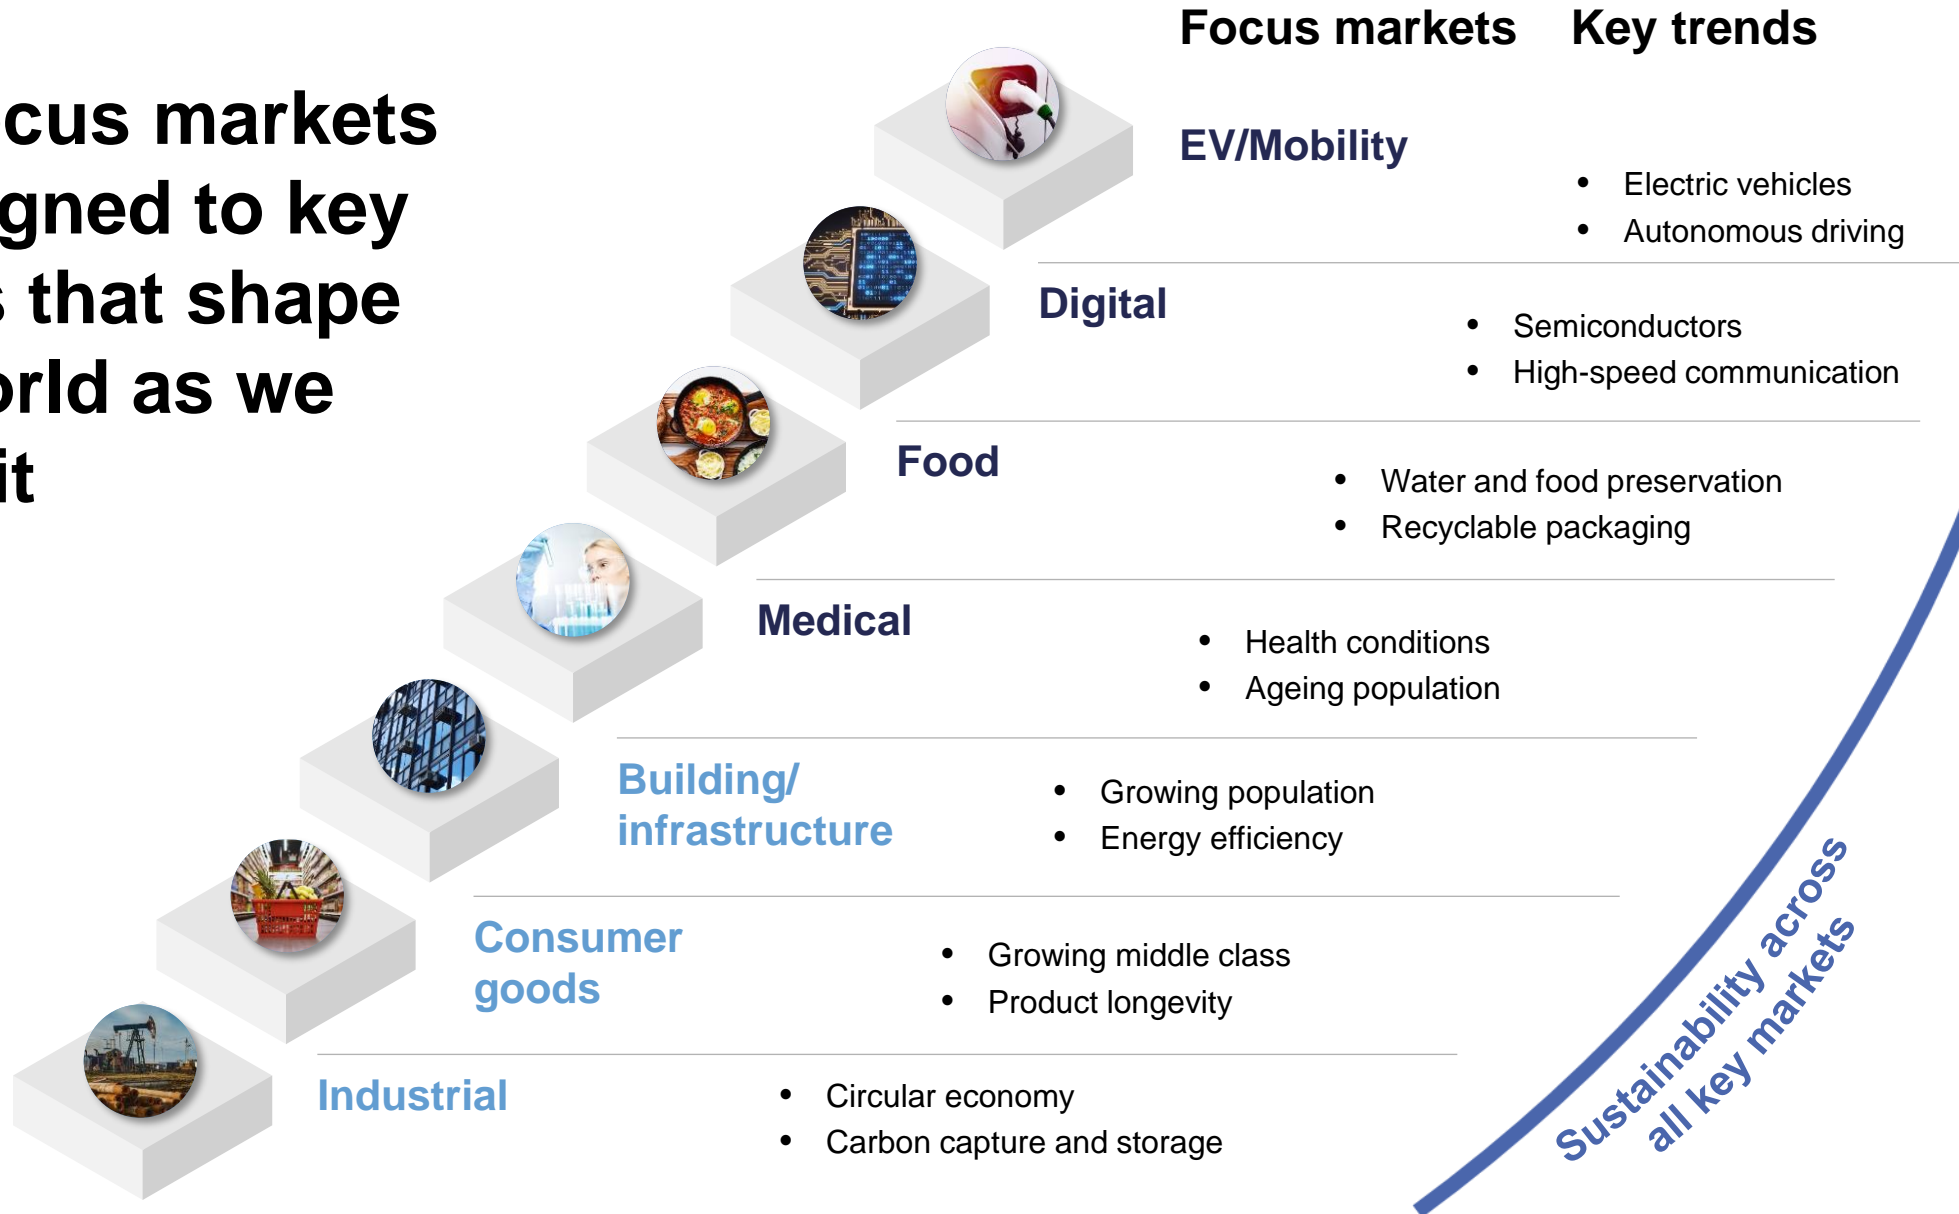 cus markets
gned to key
that shape
as we
it
Focus markets Key trends
EV/Mobility
• Electric vehicles
• Autonomous driving
Digital
• Semiconductors
• High-speed communication
Food
• Water and food preservation
• Recyclable packaging
Medical
• Health conditions
• Ageing population
Building/
infrastructure
• Growing population
• Energy efficiency
Consumer
goods
• Growing middle class
• Product longevity
Industrial
• Circular economy
• Carbon capture and storage
Sustainability across
all key markets